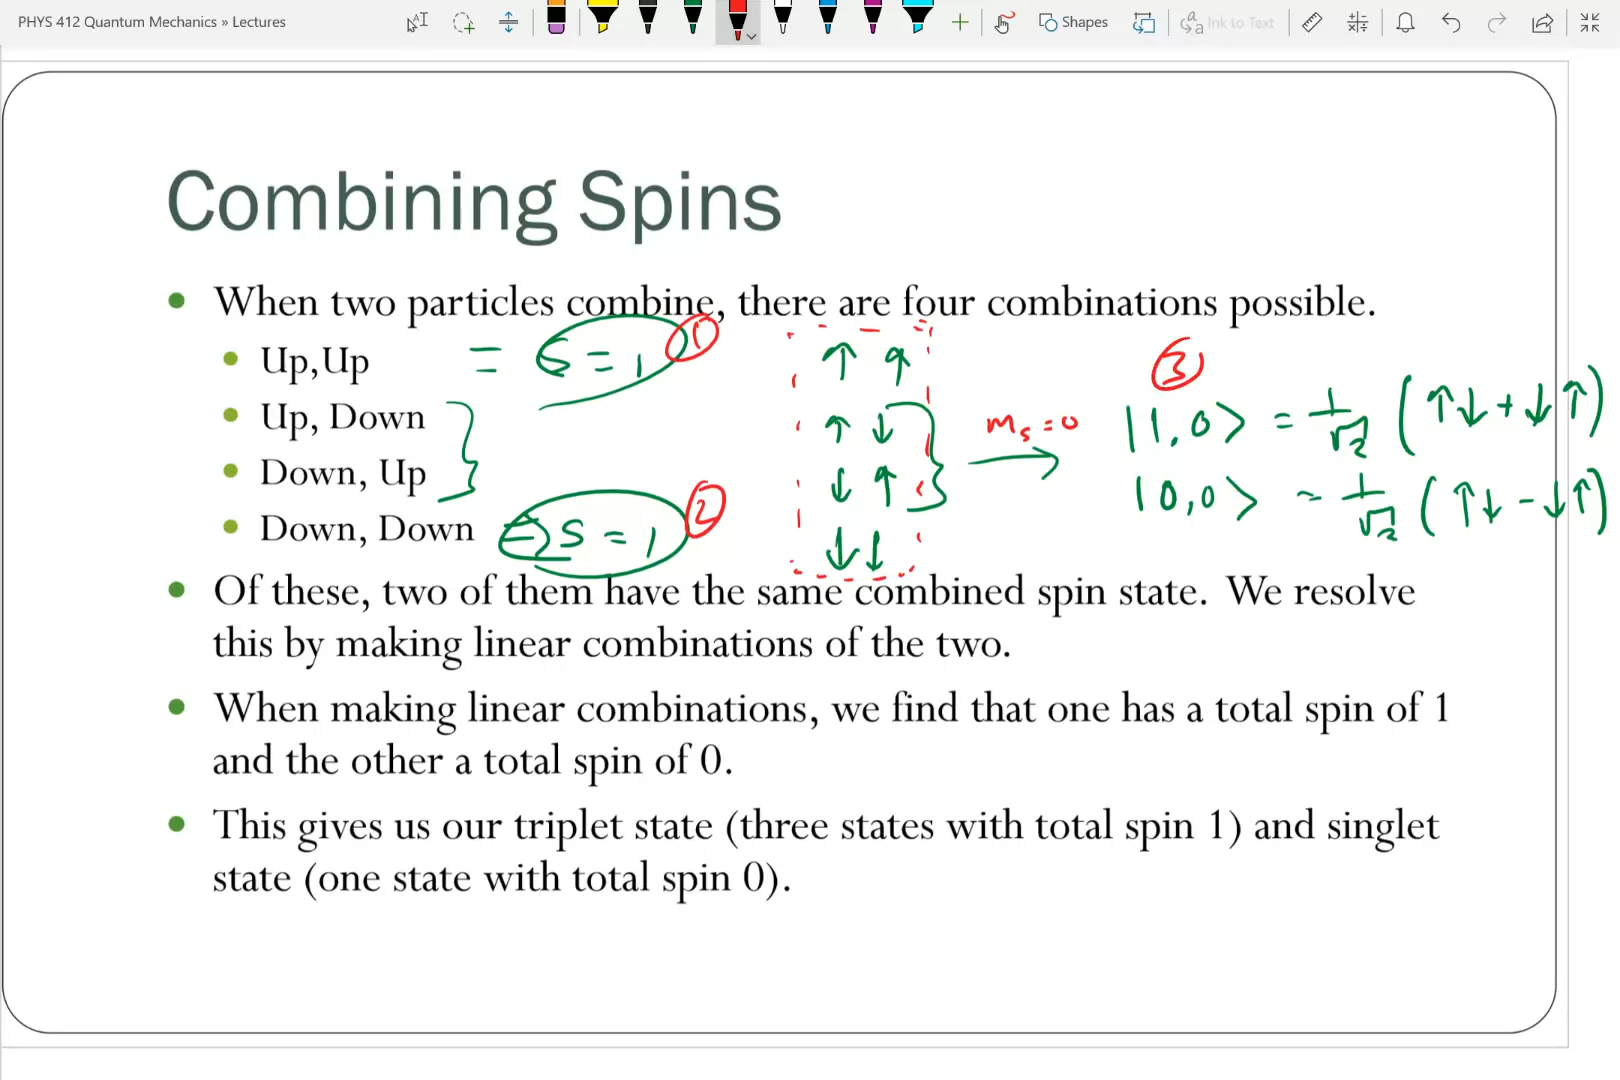 PHYS 412 Quantum Mechanics » Lectures
Shapes
Link to Text
Combining Spins
• When two particles combine, there are four combinations possible.
• Up,Up = S = 1 ① ↑ ↑ ③
• Up, Down ↑ ↓ mₛ = 0 |1,0> = 1/√2 (↑↓ + ↓↑)
• Down, Up ↓ ↑ → |0,0> = 1/√2 (↑↓ - ↓↑)
• Down, Down ⇒ S = 1 ② ↓ ↓
• Of these, two of them have the same combined spin state. We resolve
this by making linear combinations of the two.
• When making linear combinations, we find that one has a total spin of 1
and the other a total spin of 0.
• This gives us our triplet state (three states with total spin 1) and singlet
state (one state with total spin 0).